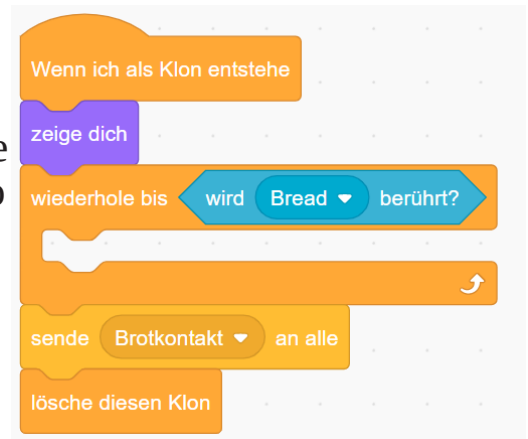 Wenn ich als Klon entstehe
zeige dich
wiederhole bis wird Bread berührt?
sende Brotkontakt an alle
lösche diesen Klon